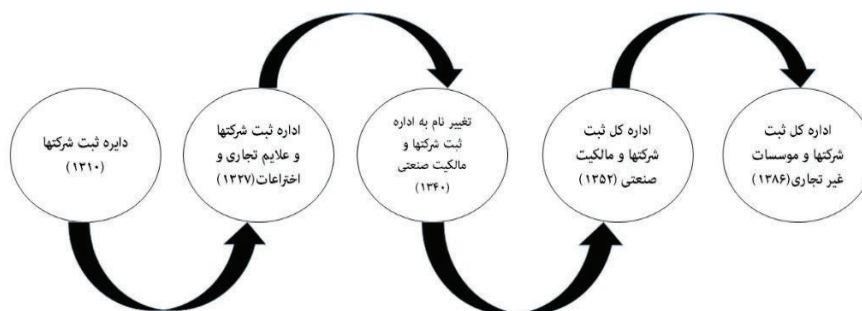 دایره ثبت شرکتها
(۱۳۱۰)
اداره ثبت شرکتها
و علایم تجاری و
اختراعات(۱۳۲۷)
تغییر نام به اداره
ثبت شرکتها و
مالکیت صنعتی
(۱۳۴۰)
اداره کل ثبت
شرکتها و مالکیت
صنعتی (۱۳۵۲)
اداره کل ثبت
شرکتها و موسسات
غیر تجاری(۱۳۸۶)